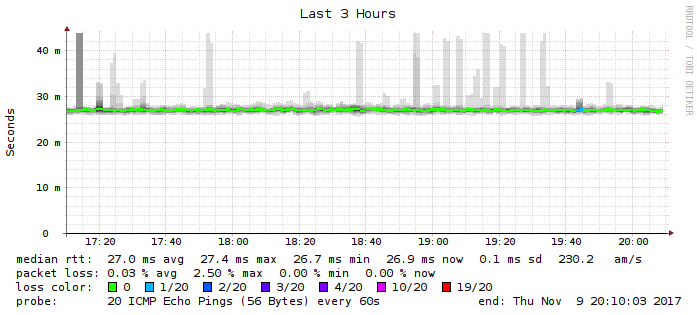 Last 3 Hours
RRDTOOL / TOBI OETIKER
Seconds
40 m
30 m
20 m
10 m
0
17:20 17:40 18:00 18:20 18:40 19:00 19:20 19:40 20:00
median rtt: 27.0 ms avg 27.4 ms max 26.7 ms min 26.9 ms now 0.1 ms sd 230.2 am/s
packet loss: 0.03 % avg 2.50 % max 0.00 % min 0.00 % now
loss color: 0 1/20 2/20 3/20 4/20 10/20 19/20
probe: 20 ICMP Echo Pings (56 Bytes) every 60s end: Thu Nov 9 20:10:03 2017